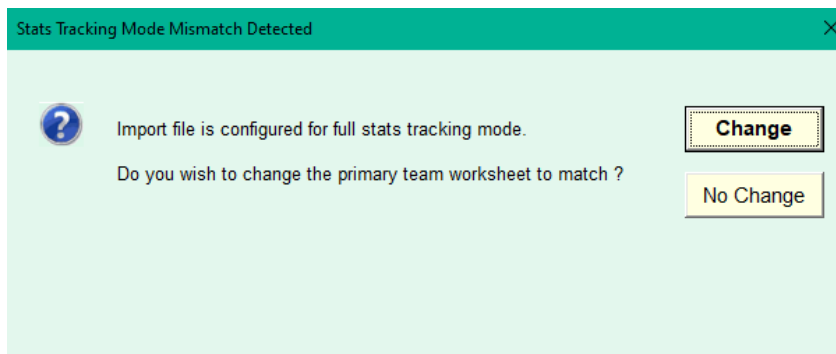 Stats Tracking Mode Mismatch Detected
Import file is configured for full stats tracking mode.
Change
Do you wish to change the primary team worksheet to match ?
No Change